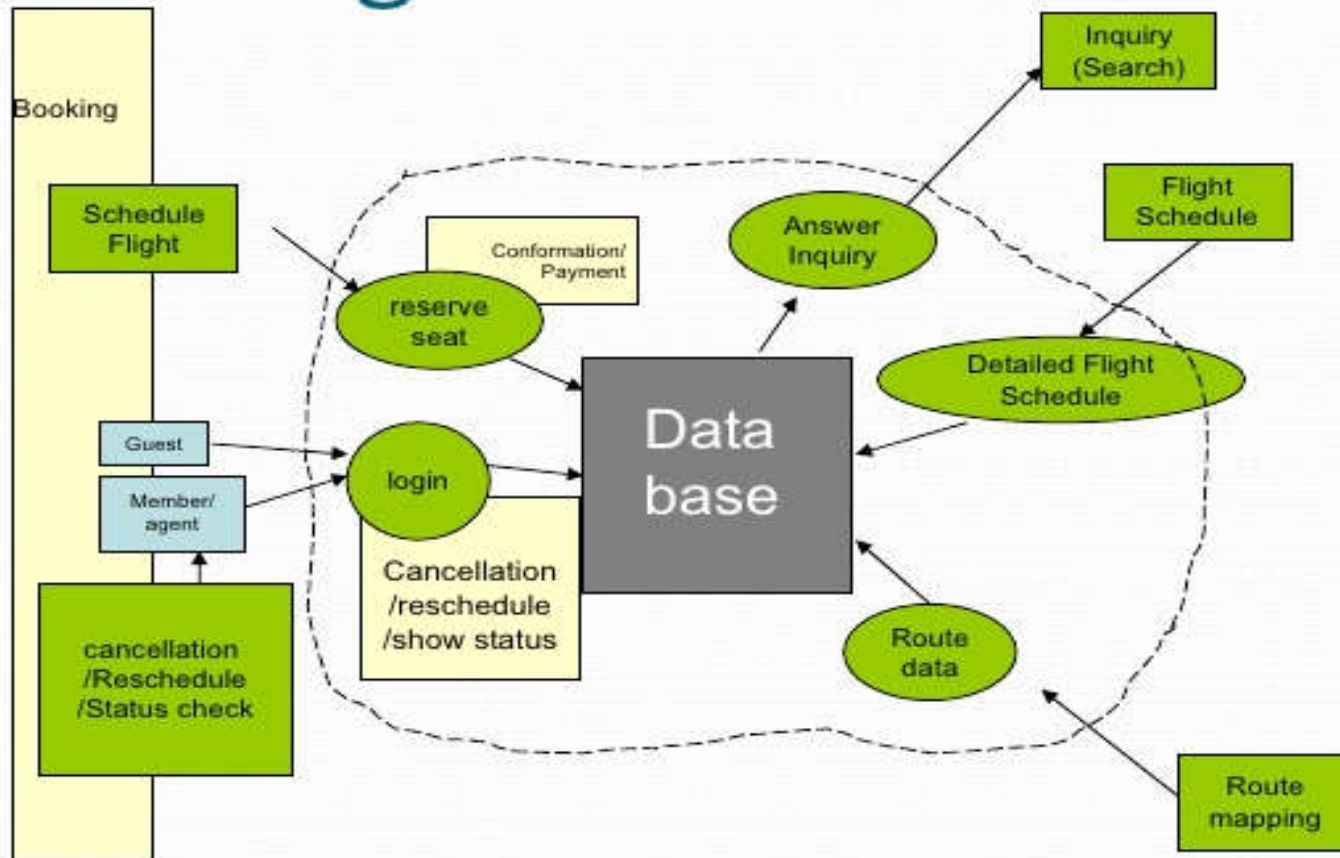 Booking
Inquiry
(Search)
Schedule
Flight
Flight
Schedule
Answer
Inquiry
Conformation/
Payment
reserve
seat
Detailed Flight
Schedule
Data
base
Guest
login
Member/
agent
Cancellation
/reschedule
/show status
cancellation
/Reschedule
/Status check
Route
data
Route
mapping